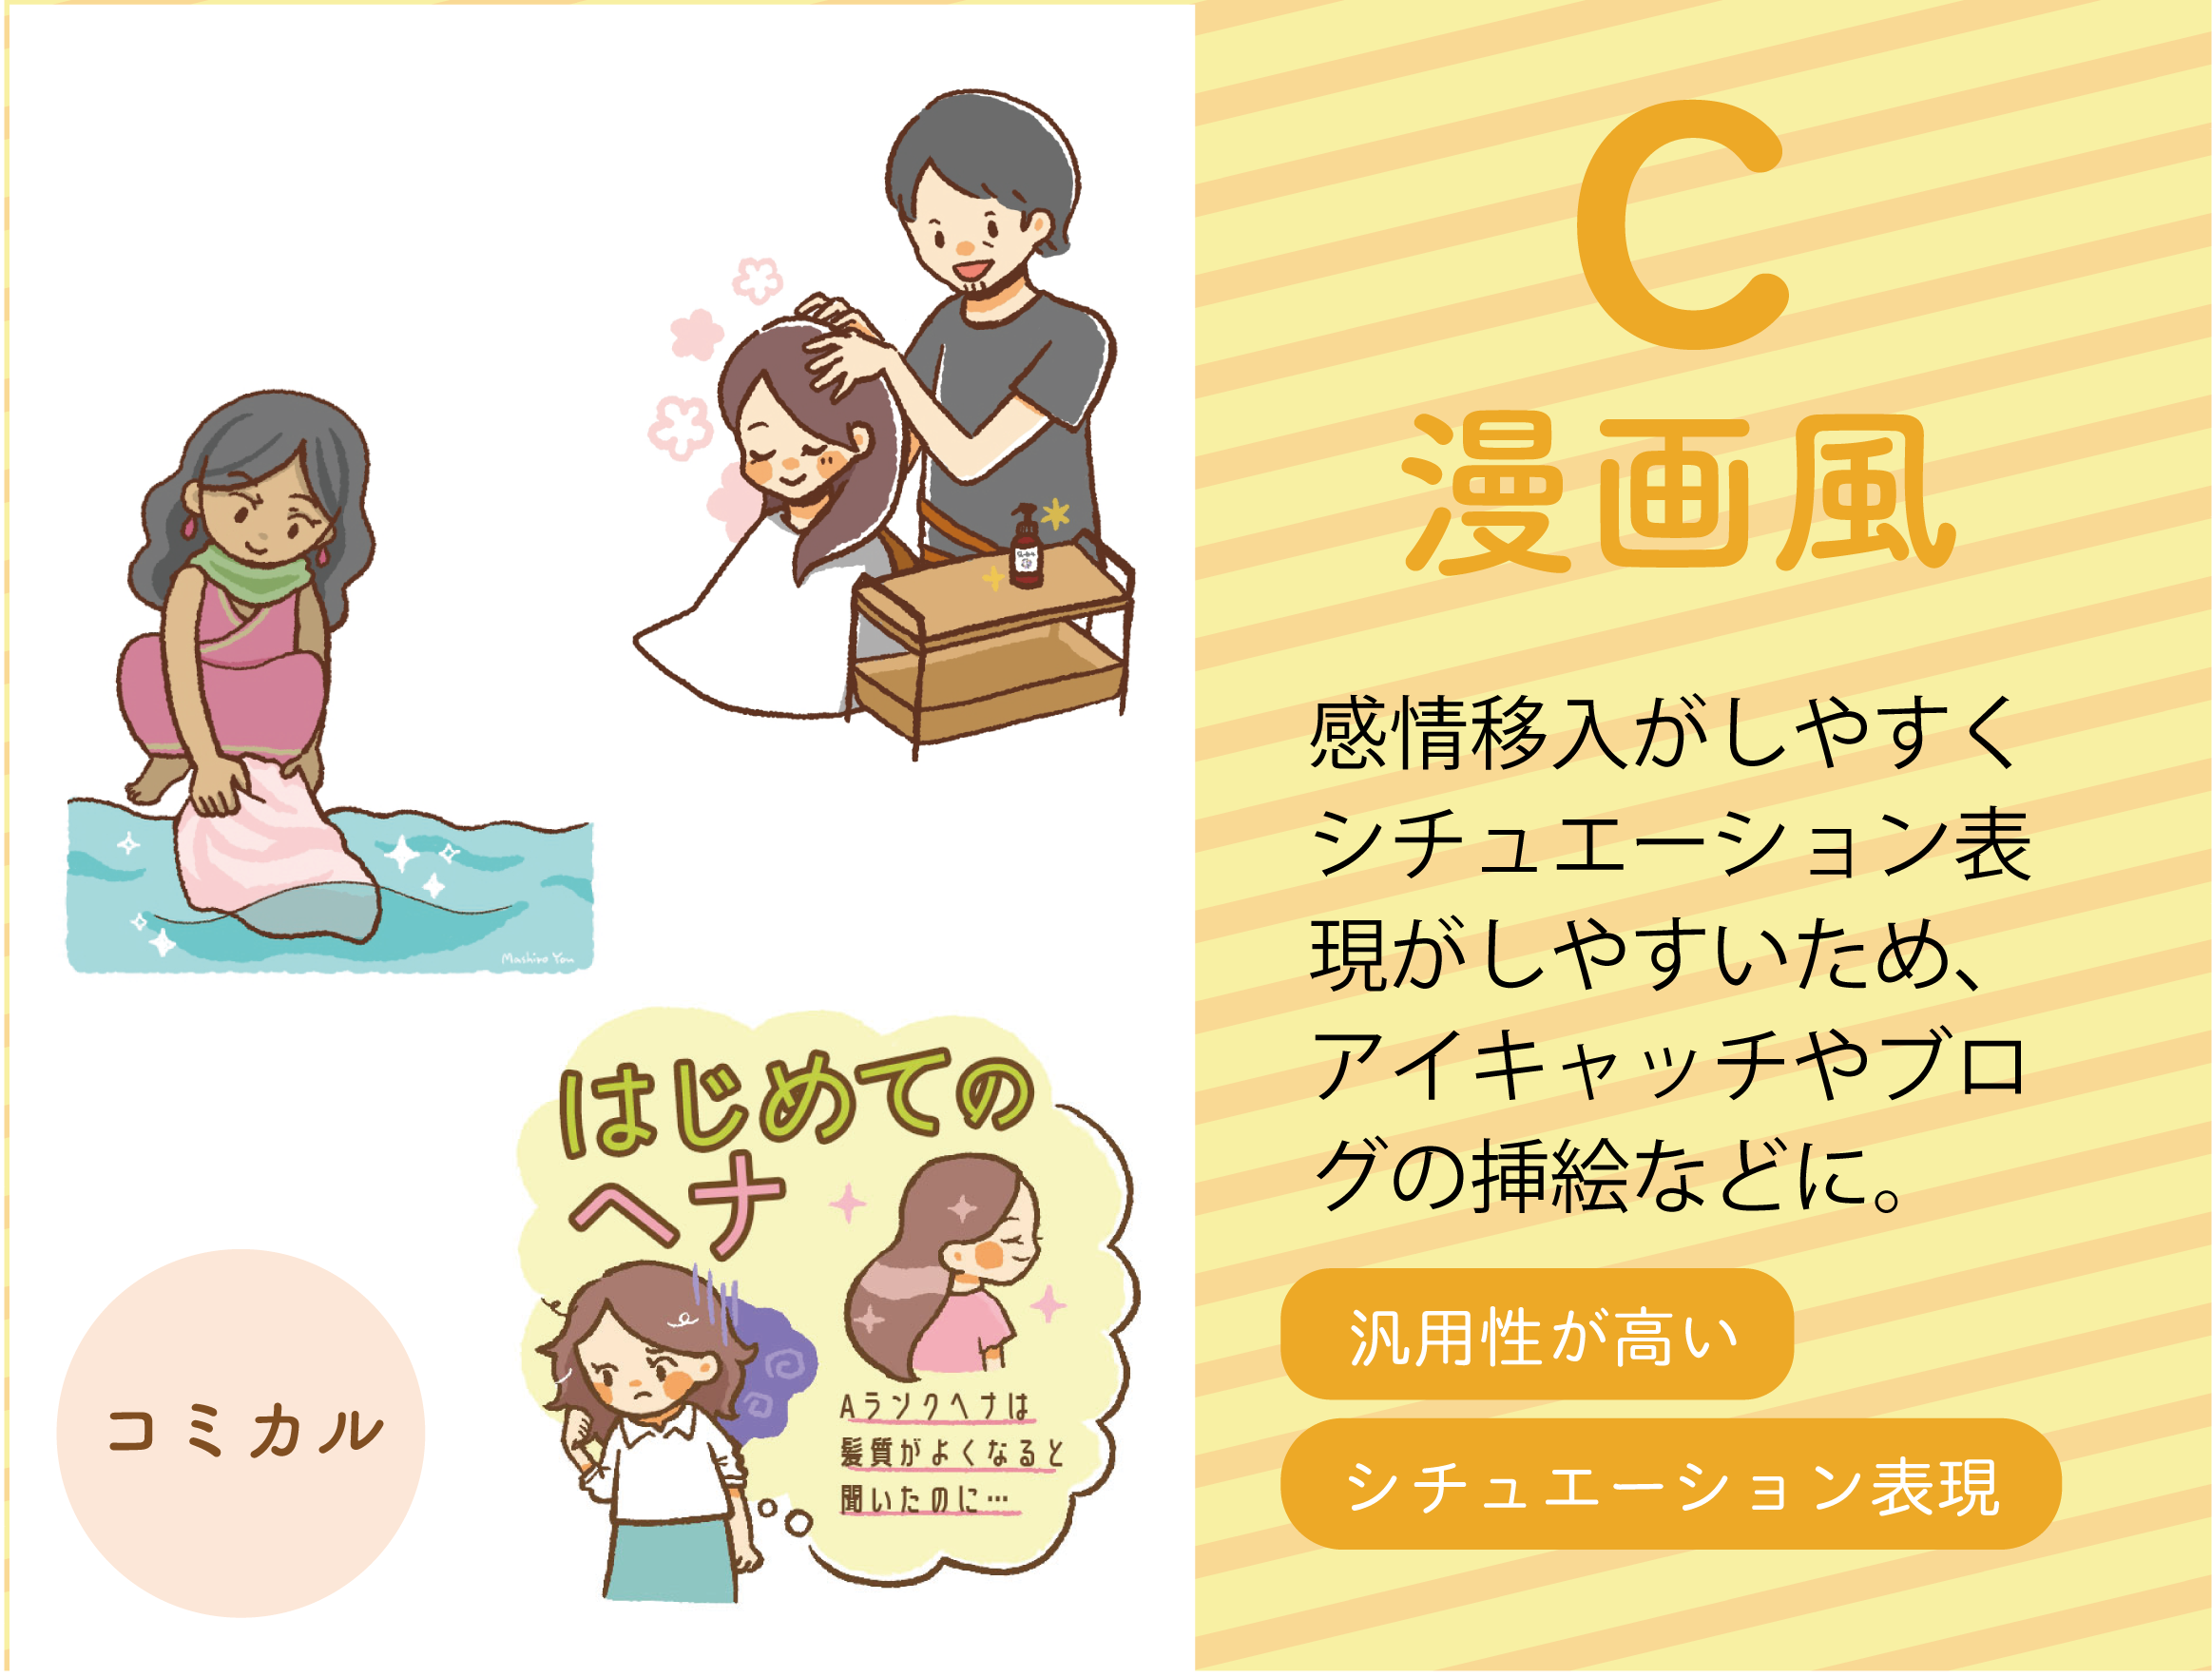 C
漫画風
感情移入がしやすく
シチュエーション表
現がしやすいため、
アイキャッチやブロ
グの挿絵などに。
汎用性が高い
シチュエーション表現
Mashiro You
はじめての
ヘナ
Aランクヘナは
髪質がよくなると
聞いたのに…
コミカル